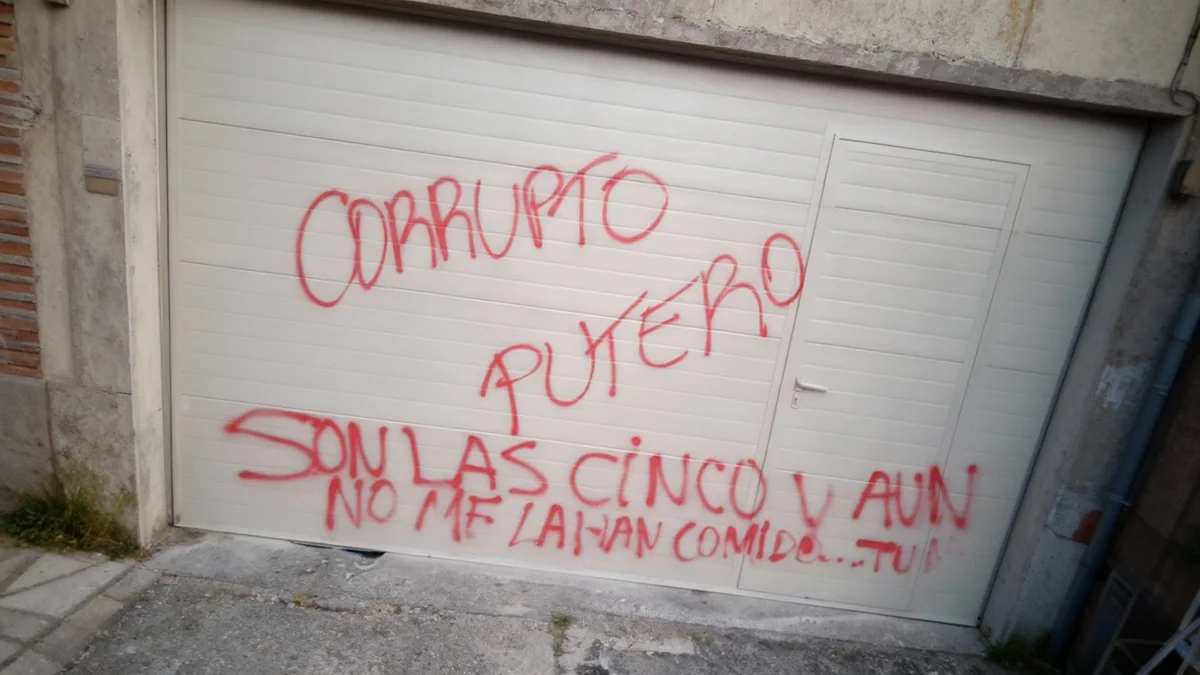 CORRUPTO
PUTERO
SON LAS CINCO Y AUN
NO ME LA HAN COMIDO...TU